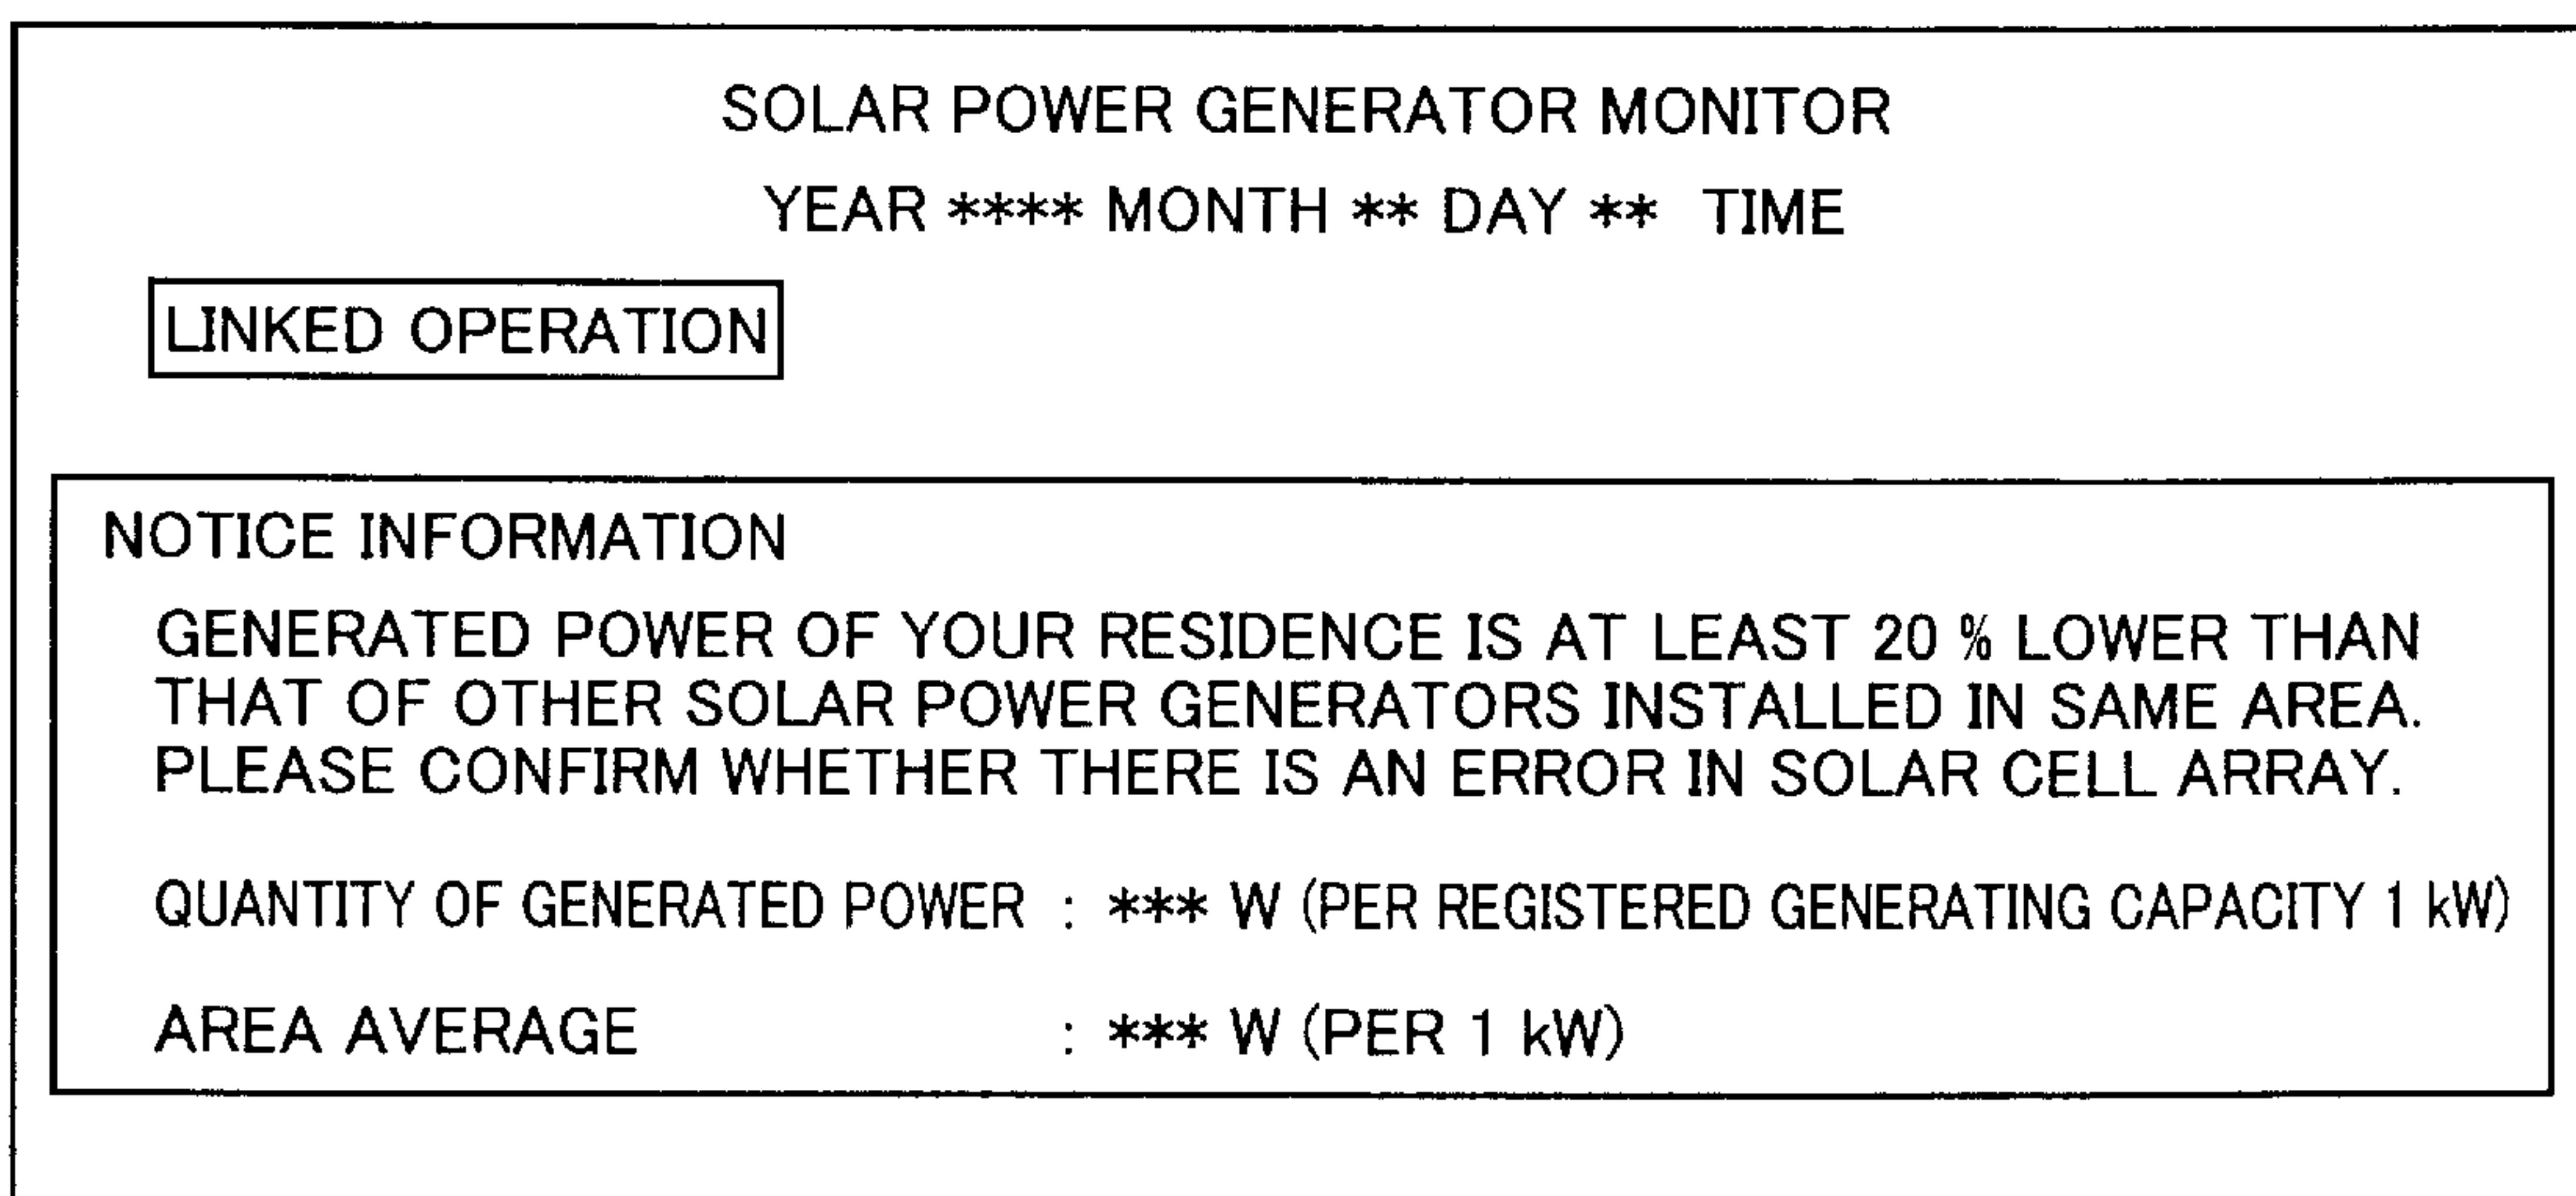 SOLAR POWER GENERATOR MONITOR
YEAR **** MONTH ** DAY ** TIME
LINKED OPERATION
NOTICE INFORMATION
GENERATED POWER OF YOUR RESIDENCE IS AT LEAST 20 % LOWER THAN
THAT OF OTHER SOLAR POWER GENERATORS INSTALLED IN SAME AREA.
PLEASE CONFIRM WHETHER THERE IS AN ERROR IN SOLAR CELL ARRAY.
QUANTITY OF GENERATED POWER : *** W (PER REGISTERED GENERATING CAPACITY 1 kW)
AREA AVERAGE : *** W (PER 1 kW)